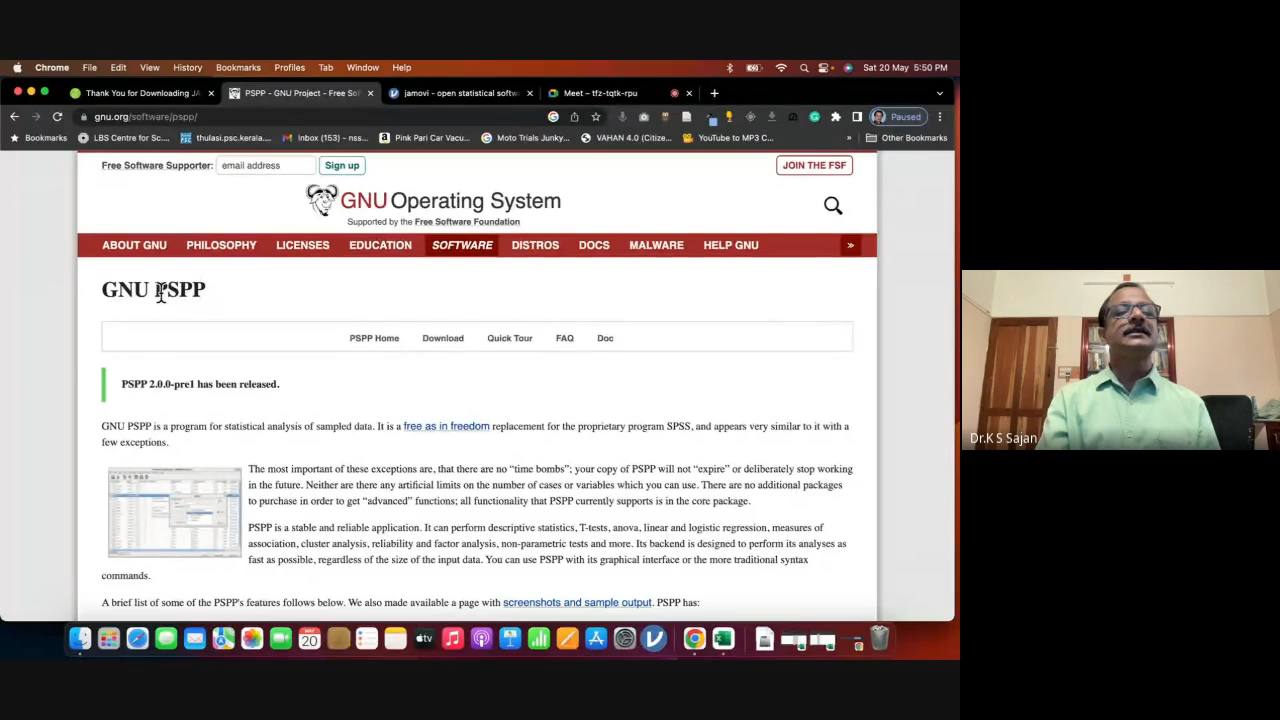 Chrome File Edit View History Bookmarks Profiles Tab Window Help Sat 20 May 5:50 PM
Thank You for Downloading JA PSPP - GNU Project - Free Sof jamovi - open statistical softw Meet – tfz-tqtk-rpu
gnu.org/software/pspp/ Paused
Bookmarks LBS Centre for Sc... thulasi.psc.kerala... Inbox (153) - nss... Pink Pari Car Vacu... Moto Trials Junky... VAHAN 4.0 (Citize... YouTube to MP3 C... » Other Bookmarks
Free Software Supporter: email address Sign up JOIN THE FSF
GNU Operating System
Supported by the Free Software Foundation
ABOUT GNU PHILOSOPHY LICENSES EDUCATION SOFTWARE DISTROS DOCS MALWARE HELP GNU »
GNU PSPP
PSPP Home Download Quick Tour FAQ Doc
PSPP 2.0.0-pre1 has been released.
GNU PSPP is a program for statistical analysis of sampled data. It is a free as in freedom replacement for the proprietary program SPSS, and appears very similar to it with a
few exceptions.
The most important of these exceptions are, that there are no “time bombs”; your copy of PSPP will not “expire” or deliberately stop working
in the future. Neither are there any artificial limits on the number of cases or variables which you can use. There are no additional packages
to purchase in order to get “advanced” functions; all functionality that PSPP currently supports is in the core package.
PSPP is a stable and reliable application. It can perform descriptive statistics, T-tests, anova, linear and logistic regression, measures of
association, cluster analysis, reliability and factor analysis, non-parametric tests and more. Its backend is designed to perform its analyses as
fast as possible, regardless of the size of the input data. You can use PSPP with its graphical interface or the more traditional syntax
commands.
A brief list of some of the PSPP's features follows below. We also made available a page with screenshots and sample output. PSPP has:
MAY
20
tv
Dr.K S Sajan